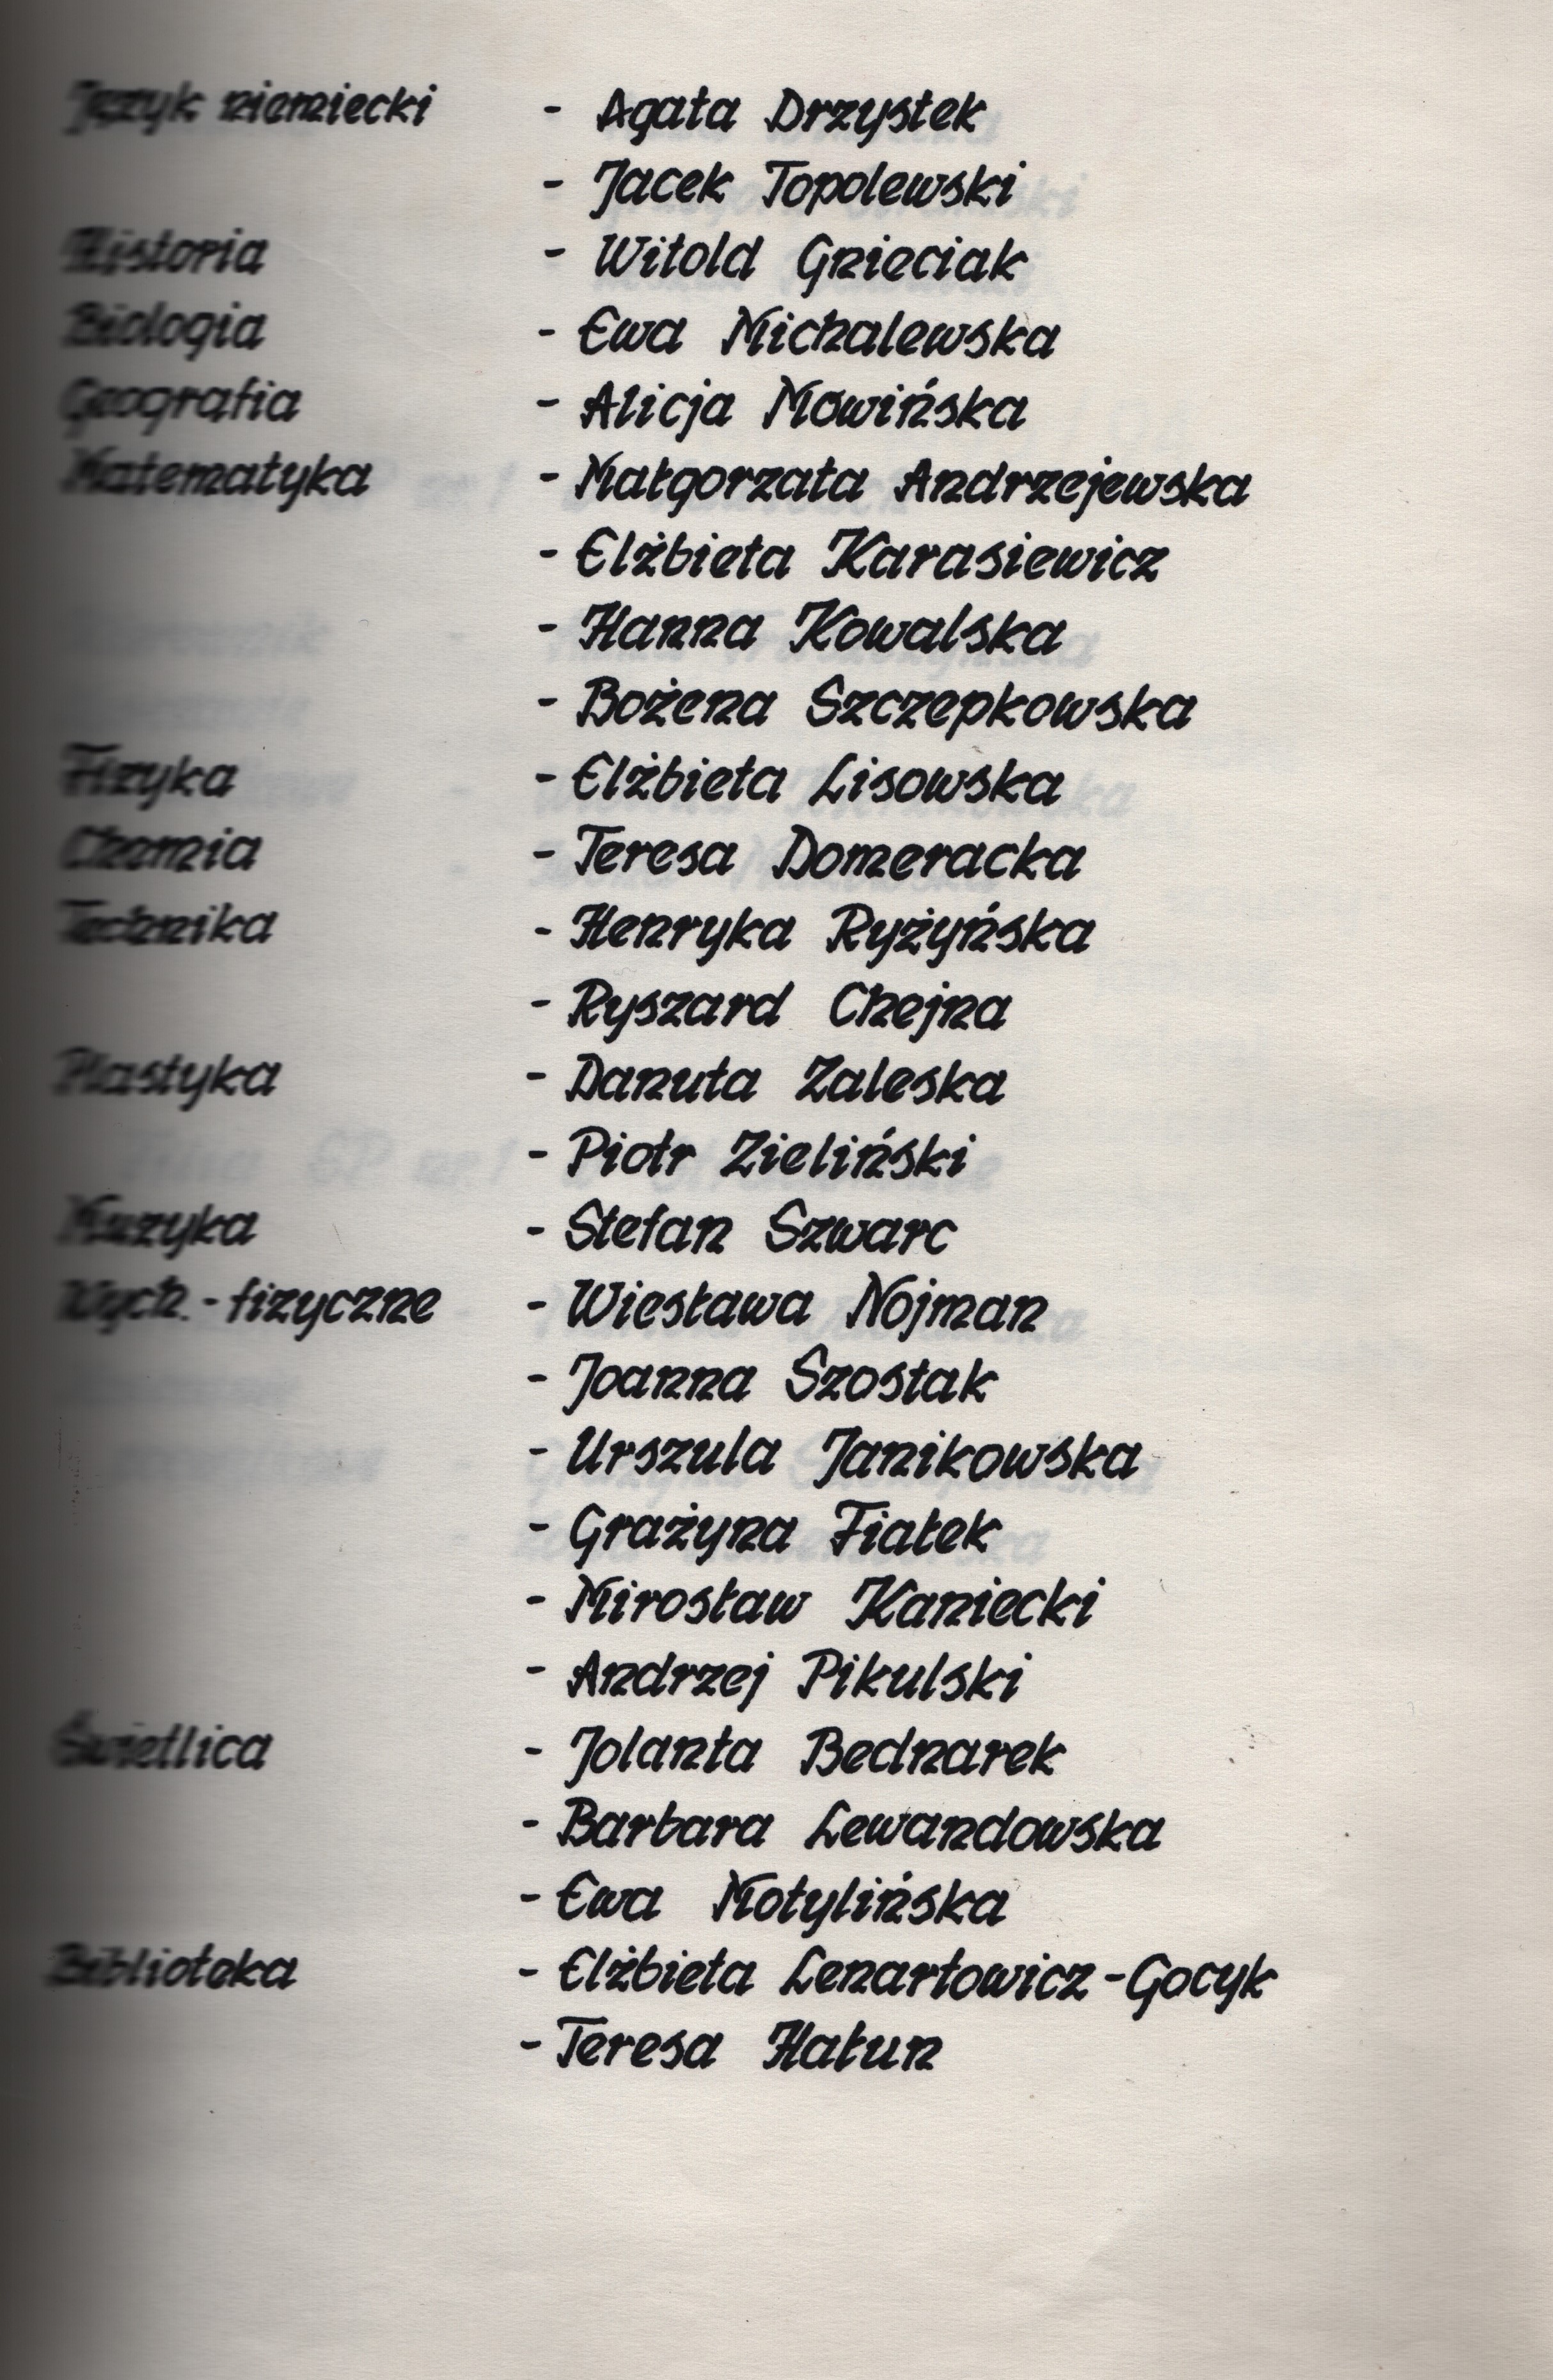 Język niemiecki - Agata Drzystek
- Jacek Topolewski
Historia - Witold Gnieciak
Biologia - Ewa Michalewska
Geografia - Alicja Mówińska
Matematyka - Małgorzata Andrzejewska
- Elżbieta Karasiewicz
- Hanna Kowalska
- Bożena Szczepkowska
Fizyka - Elżbieta Lisowska
Chemia - Teresa Domeracka
Technika - Henryka Ryżyńska
- Ryszard Chejna
Plastyka - Danuta Zaleska
- Piotr Zieliński
Muzyka - Stefan Szwarc
Wych. - fizyczne - Wiesława Nojman
- Joanna Szostak
- Urszula Janikowska
- Grażyna Fiałek
- Mirosław Kaniecki
- Andrzej Pikulski
Świetlica - Jolanta Bednarek
- Barbara Lewandowska
- Ewa Motylińska
Biblioteka - Elżbieta Lenartowicz-Gocyk
- Teresa Hałun